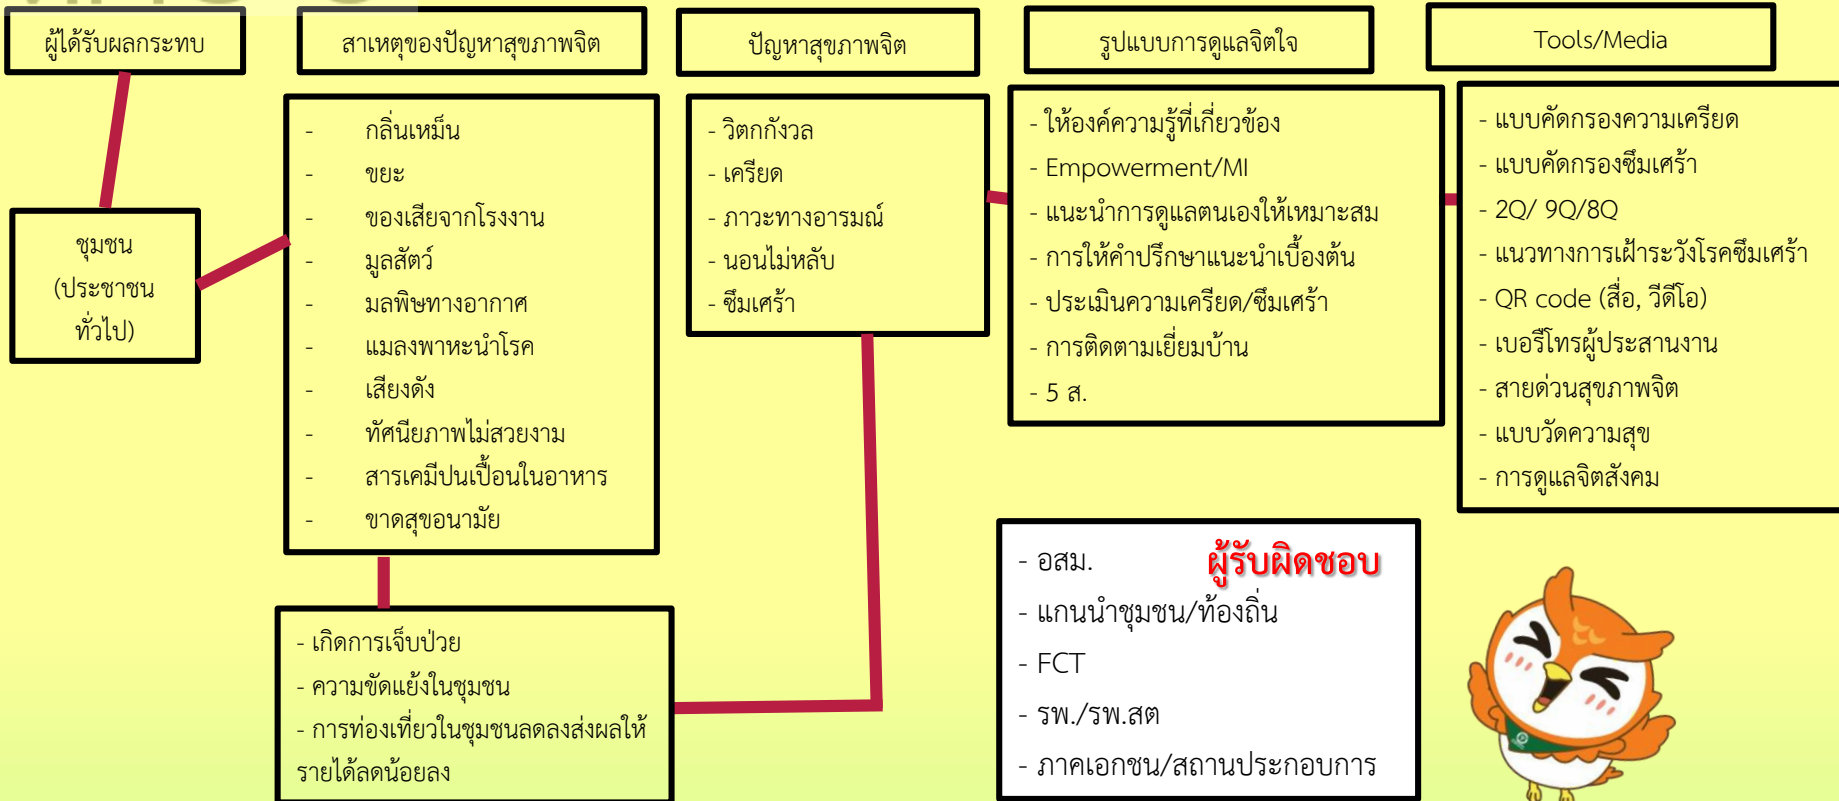 ผู้ได้รับผลกระทบ
สาเหตุของปัญหาสุขภาพจิต
ปัญหาสุขภาพจิต
รูปแบบการดูแลจิตใจ
Tools/Media
ชุมชน
(ประชาชน
ทั่วไป)
- กลิ่นเหม็น
- ขยะ
- ของเสียจากโรงงาน
- มูลสัตว์
- มลพิษทางอากาศ
- แมลงพาหะนำโรค
- เสียงดัง
- ทัศนียภาพไม่สวยงาม
- สารเคมีปนเปื้อนในอาหาร
- ขาดสุขอนามัย
- เกิดการเจ็บป่วย
- ความขัดแย้งในชุมชน
- การท่องเที่ยวในชุมชนลดลงส่งผลให้
รายได้ลดน้อยลง
- วิตกกังวล
- เครียด
- ภาวะทางอารมณ์
- นอนไม่หลับ
- ซึมเศร้า
- ให้องค์ความรู้ที่เกี่ยวข้อง
- Empowerment/MI
- แนะนำการดูแลตนเองให้เหมาะสม
- การให้คำปรึกษาแนะนำเบื้องต้น
- ประเมินความเครียด/ซึมเศร้า
- การติดตามเยี่ยมบ้าน
- 5 ส.
- แบบคัดกรองความเครียด
- แบบคัดกรองซึมเศร้า
- 2Q/ 9Q/8Q
- แนวทางการเฝ้าระวังโรคซึมเศร้า
- QR code (สื่อ, วีดีโอ)
- เบอร์โทรผู้ประสานงาน
- สายด่วนสุขภาพจิต
- แบบวัดความสุข
- การดูแลจิตสังคม
ผู้รับผิดชอบ
- อสม.
- แกนนำชุมชน/ท้องถิ่น
- FCT
- รพ./รพ.สต
- ภาคเอกชน/สถานประกอบการ